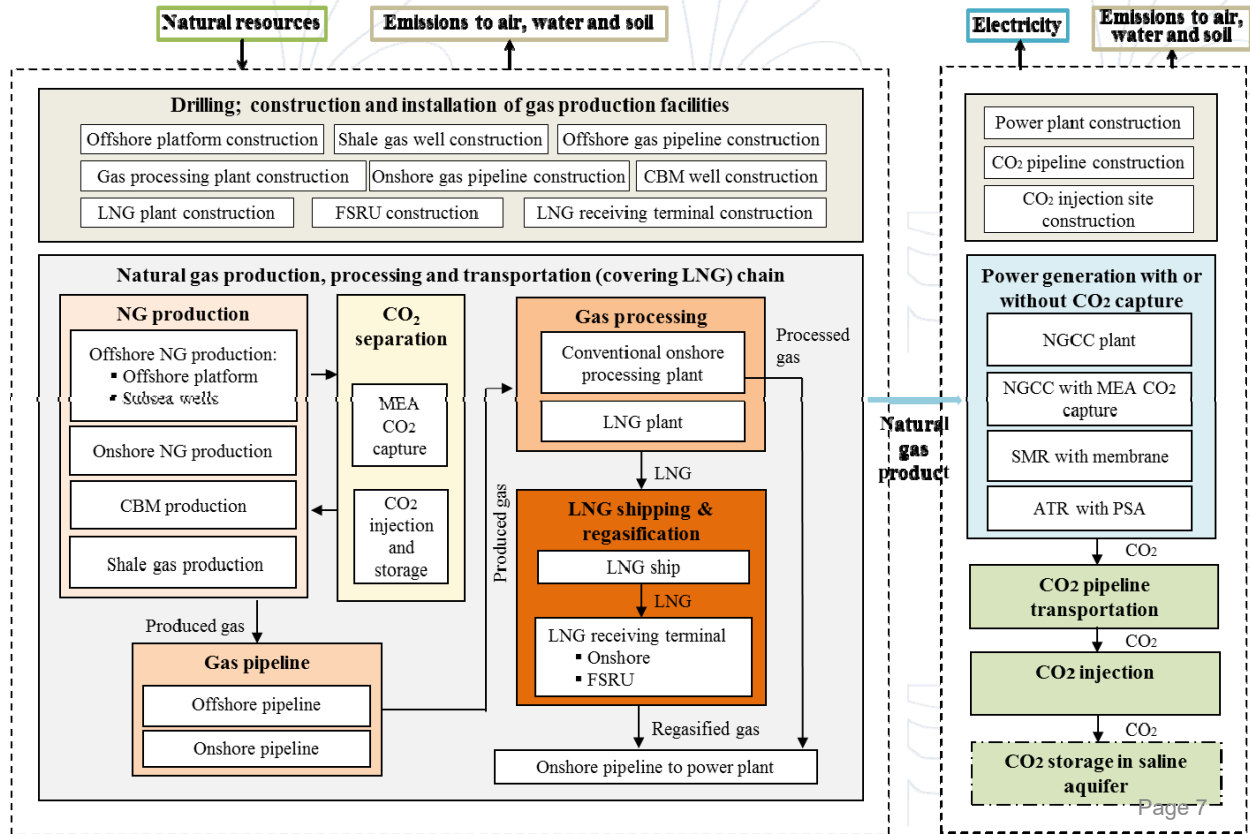 Natural resources
Emissions to air, water and soil
Electricity
Emissions to air,
water and soil
Drilling; construction and installation of gas production facilities
Offshore platform construction
Shale gas well construction
Offshore gas pipeline construction
Gas processing plant construction
Onshore gas pipeline construction
CBM well construction
LNG plant construction
FSRU construction
LNG receiving terminal construction
Natural gas production, processing and transportation (covering LNG) chain
NG production
Offshore NG production:
▪ Offshore platform
▪ Subsea wells
Onshore NG production
CBM production
Shale gas production
CO₂
separation
MEA
CO₂
capture
CO₂
injection
and
storage
Produced gas
Gas pipeline
Offshore pipeline
Onshore pipeline
Produced gas
Gas processing
Conventional onshore
processing plant
LNG plant
Processed
gas
LNG
LNG shipping &
regasification
LNG ship
LNG
LNG receiving terminal
▪ Onshore
▪ FSRU
Regasified gas
Onshore pipeline to power plant
Natural
gas
product
Power plant construction
CO₂ pipeline
construction
CO₂ injection site
construction
Power generation with or
without CO₂ capture
NGCC plant
NGCC with MEA CO₂
capture
SMR with membrane
ATR with PSA
CO₂
CO₂ pipeline
transportation
CO₂
CO₂ injection
CO₂
CO₂ storage in saline
aquifer
Page 7